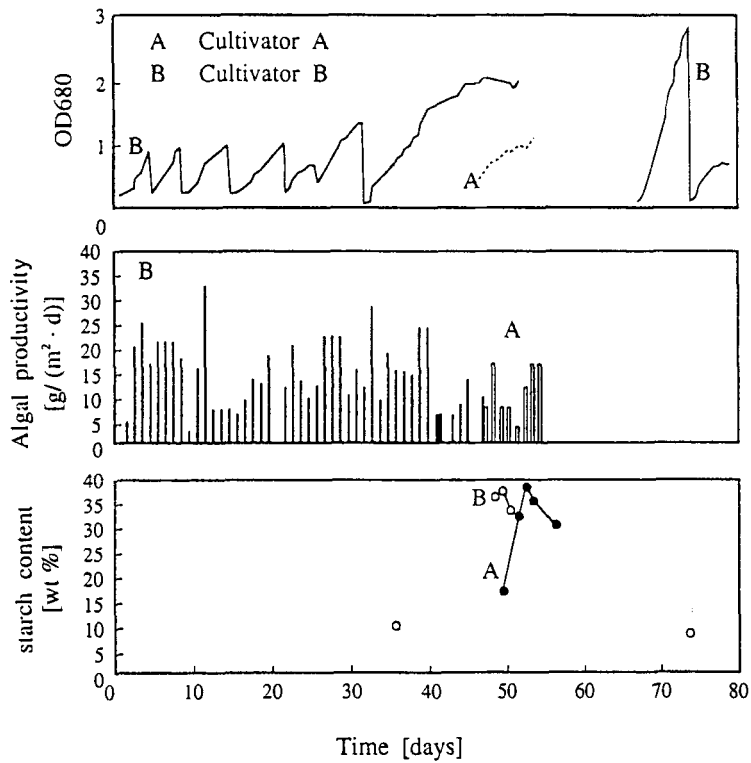 3
2
1
0
OD680
A Cultivator A
B Cultivator B
B
A
B
40
35
30
25
20
15
10
5
0
Algal productivity
[g/ (m² · d)]
B
A
40
35
30
25
20
15
10
5
0
starch content
[wt %]
B
A
0 10 20 30 40 50 60 70 80
Time [days]